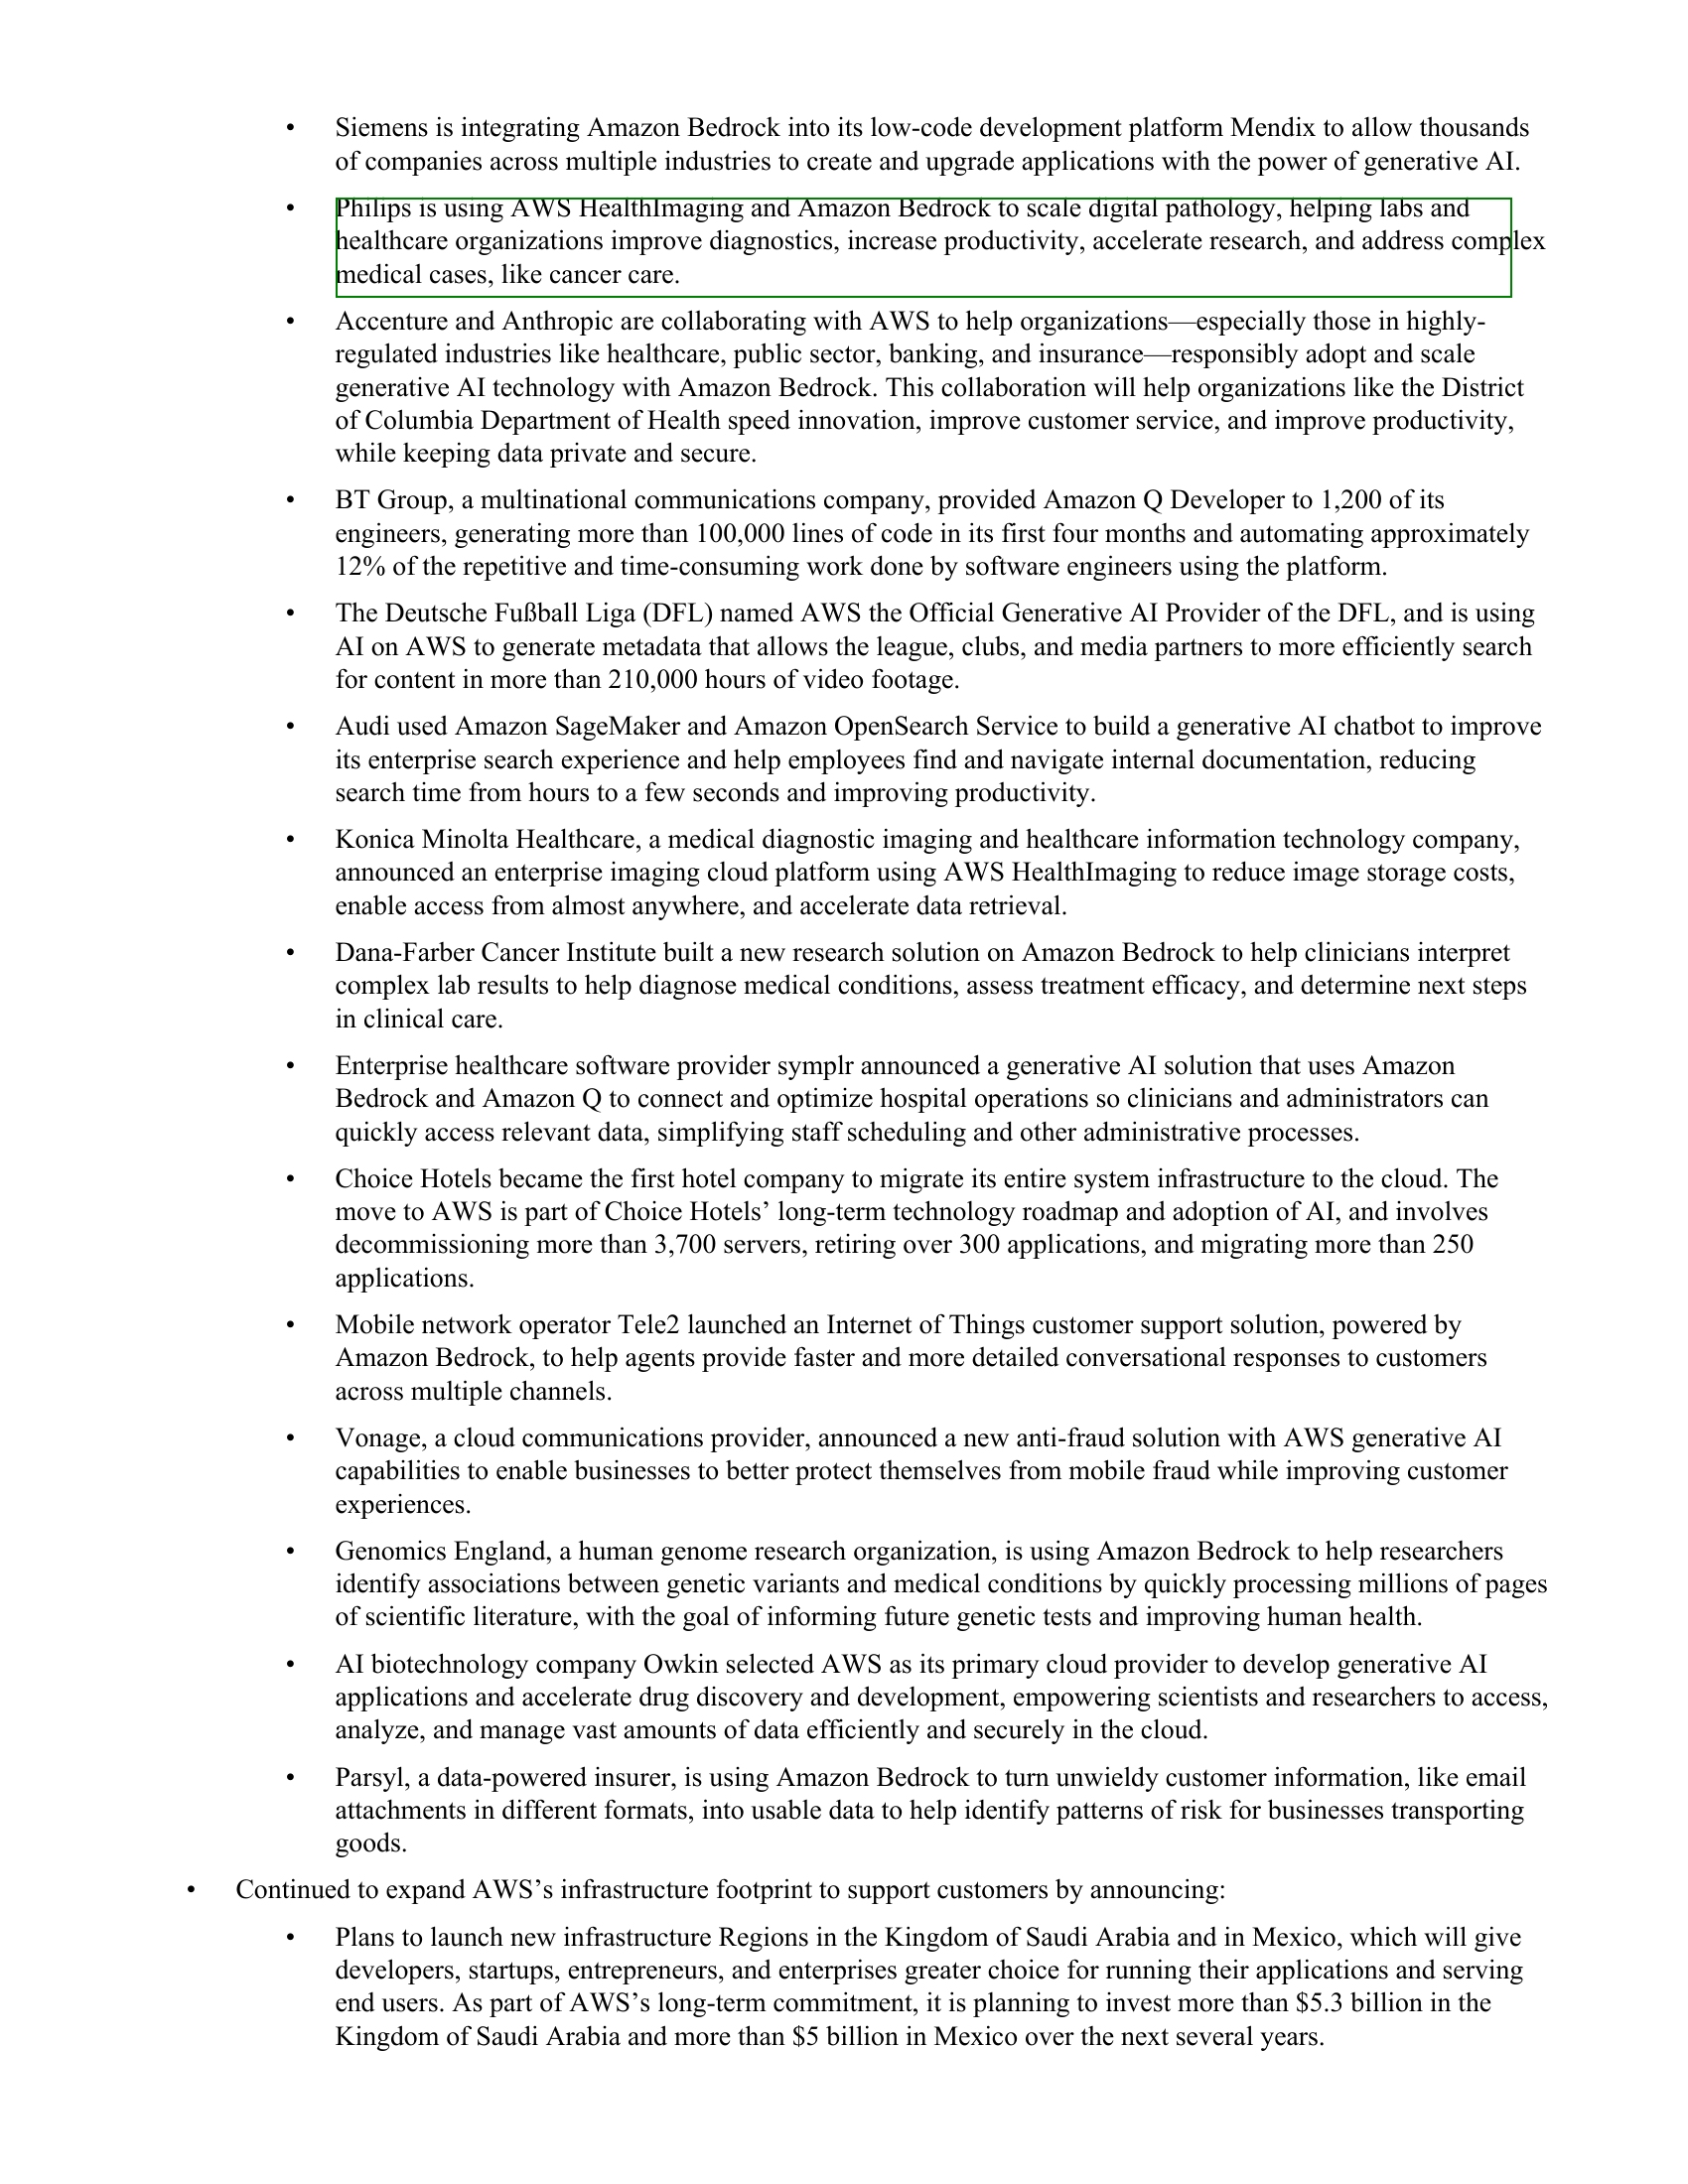 • Siemens is integrating Amazon Bedrock into its low-code development platform Mendix to allow thousands
of companies across multiple industries to create and upgrade applications with the power of generative AI.
• Philips is using AWS HealthImaging and Amazon Bedrock to scale digital pathology, helping labs and
healthcare organizations improve diagnostics, increase productivity, accelerate research, and address complex
medical cases, like cancer care.
• Accenture and Anthropic are collaborating with AWS to help organizations—especially those in highly-
regulated industries like healthcare, public sector, banking, and insurance—responsibly adopt and scale
generative AI technology with Amazon Bedrock. This collaboration will help organizations like the District
of Columbia Department of Health speed innovation, improve customer service, and improve productivity,
while keeping data private and secure.
• BT Group, a multinational communications company, provided Amazon Q Developer to 1,200 of its
engineers, generating more than 100,000 lines of code in its first four months and automating approximately
12% of the repetitive and time-consuming work done by software engineers using the platform.
• The Deutsche Fußball Liga (DFL) named AWS the Official Generative AI Provider of the DFL, and is using
AI on AWS to generate metadata that allows the league, clubs, and media partners to more efficiently search
for content in more than 210,000 hours of video footage.
• Audi used Amazon SageMaker and Amazon OpenSearch Service to build a generative AI chatbot to improve
its enterprise search experience and help employees find and navigate internal documentation, reducing
search time from hours to a few seconds and improving productivity.
• Konica Minolta Healthcare, a medical diagnostic imaging and healthcare information technology company,
announced an enterprise imaging cloud platform using AWS HealthImaging to reduce image storage costs,
enable access from almost anywhere, and accelerate data retrieval.
• Dana-Farber Cancer Institute built a new research solution on Amazon Bedrock to help clinicians interpret
complex lab results to help diagnose medical conditions, assess treatment efficacy, and determine next steps
in clinical care.
• Enterprise healthcare software provider symplr announced a generative AI solution that uses Amazon
Bedrock and Amazon Q to connect and optimize hospital operations so clinicians and administrators can
quickly access relevant data, simplifying staff scheduling and other administrative processes.
• Choice Hotels became the first hotel company to migrate its entire system infrastructure to the cloud. The
move to AWS is part of Choice Hotels’ long-term technology roadmap and adoption of AI, and involves
decommissioning more than 3,700 servers, retiring over 300 applications, and migrating more than 250
applications.
• Mobile network operator Tele2 launched an Internet of Things customer support solution, powered by
Amazon Bedrock, to help agents provide faster and more detailed conversational responses to customers
across multiple channels.
• Vonage, a cloud communications provider, announced a new anti-fraud solution with AWS generative AI
capabilities to enable businesses to better protect themselves from mobile fraud while improving customer
experiences.
• Genomics England, a human genome research organization, is using Amazon Bedrock to help researchers
identify associations between genetic variants and medical conditions by quickly processing millions of pages
of scientific literature, with the goal of informing future genetic tests and improving human health.
• AI biotechnology company Owkin selected AWS as its primary cloud provider to develop generative AI
applications and accelerate drug discovery and development, empowering scientists and researchers to access,
analyze, and manage vast amounts of data efficiently and securely in the cloud.
• Parsyl, a data-powered insurer, is using Amazon Bedrock to turn unwieldy customer information, like email
attachments in different formats, into usable data to help identify patterns of risk for businesses transporting
goods.
• Continued to expand AWS’s infrastructure footprint to support customers by announcing:
• Plans to launch new infrastructure Regions in the Kingdom of Saudi Arabia and in Mexico, which will give
developers, startups, entrepreneurs, and enterprises greater choice for running their applications and serving
end users. As part of AWS’s long-term commitment, it is planning to invest more than $5.3 billion in the
Kingdom of Saudi Arabia and more than $5 billion in Mexico over the next several years.